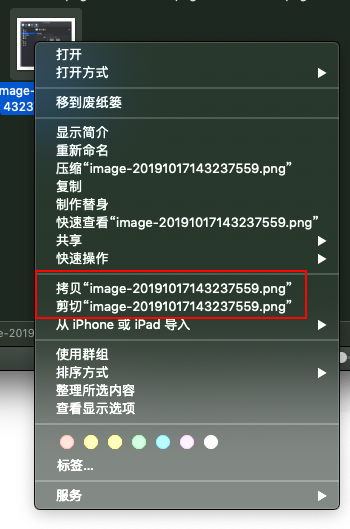 mage-
4323
打开
打开方式
移到废纸篓
显示简介
重新命名
压缩“image-20191017143237559.png”
复制
制作替身
快速查看“image-20191017143237559.png”
共享
快速操作
拷贝“image-20191017143237559.png”
剪切“image-20191017143237559.png”
e-2019
从 iPhone 或 iPad 导入
使用群组
排序方式
整理所选内容
查看显示选项
标签...
服务